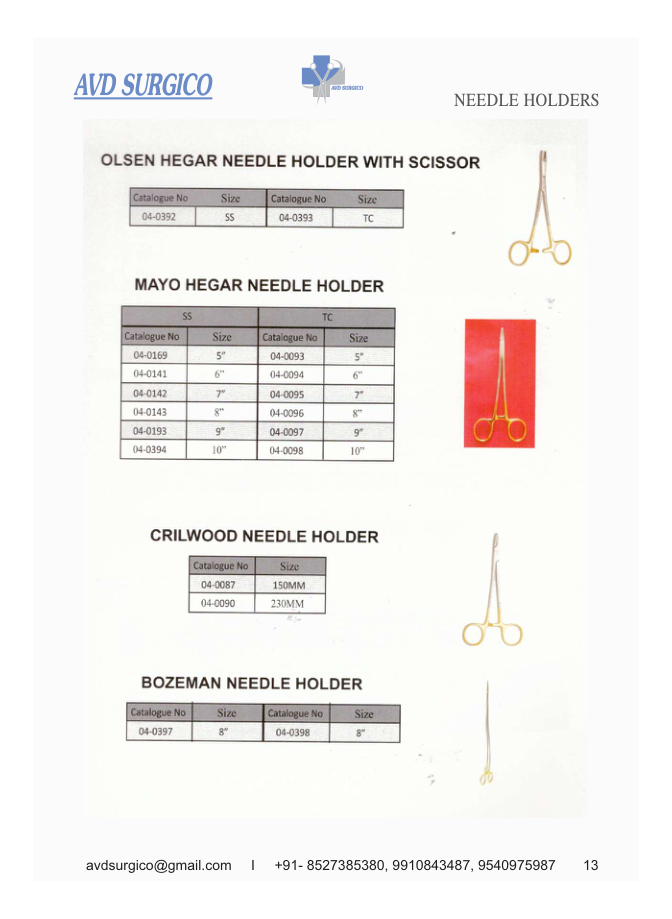 AVD SURGICO
AVD SURGICO
NEEDLE HOLDERS
OLSEN HEGAR NEEDLE HOLDER WITH SCISSOR
Catalogue No Size Catalogue No Size
04-0392 SS 04-0393 TC
MAYO HEGAR NEEDLE HOLDER
SS TC
Catalogue No Size Catalogue No Size
04-0169 5" 04-0093 5"
04-0141 6" 04-0094 6"
04-0142 7" 04-0095 7"
04-0143 8" 04-0096 8"
04-0193 9" 04-0097 9"
04-0394 10" 04-0098 10"
CRILWOOD NEEDLE HOLDER
Catalogue No Size
04-0087 150MM
04-0090 230MM
BOZEMAN NEEDLE HOLDER
Catalogue No Size Catalogue No Size
04-0397 8" 04-0398 8"
avdsurgico@gmail.com I +91- 8527385380, 9910843487, 9540975987 13